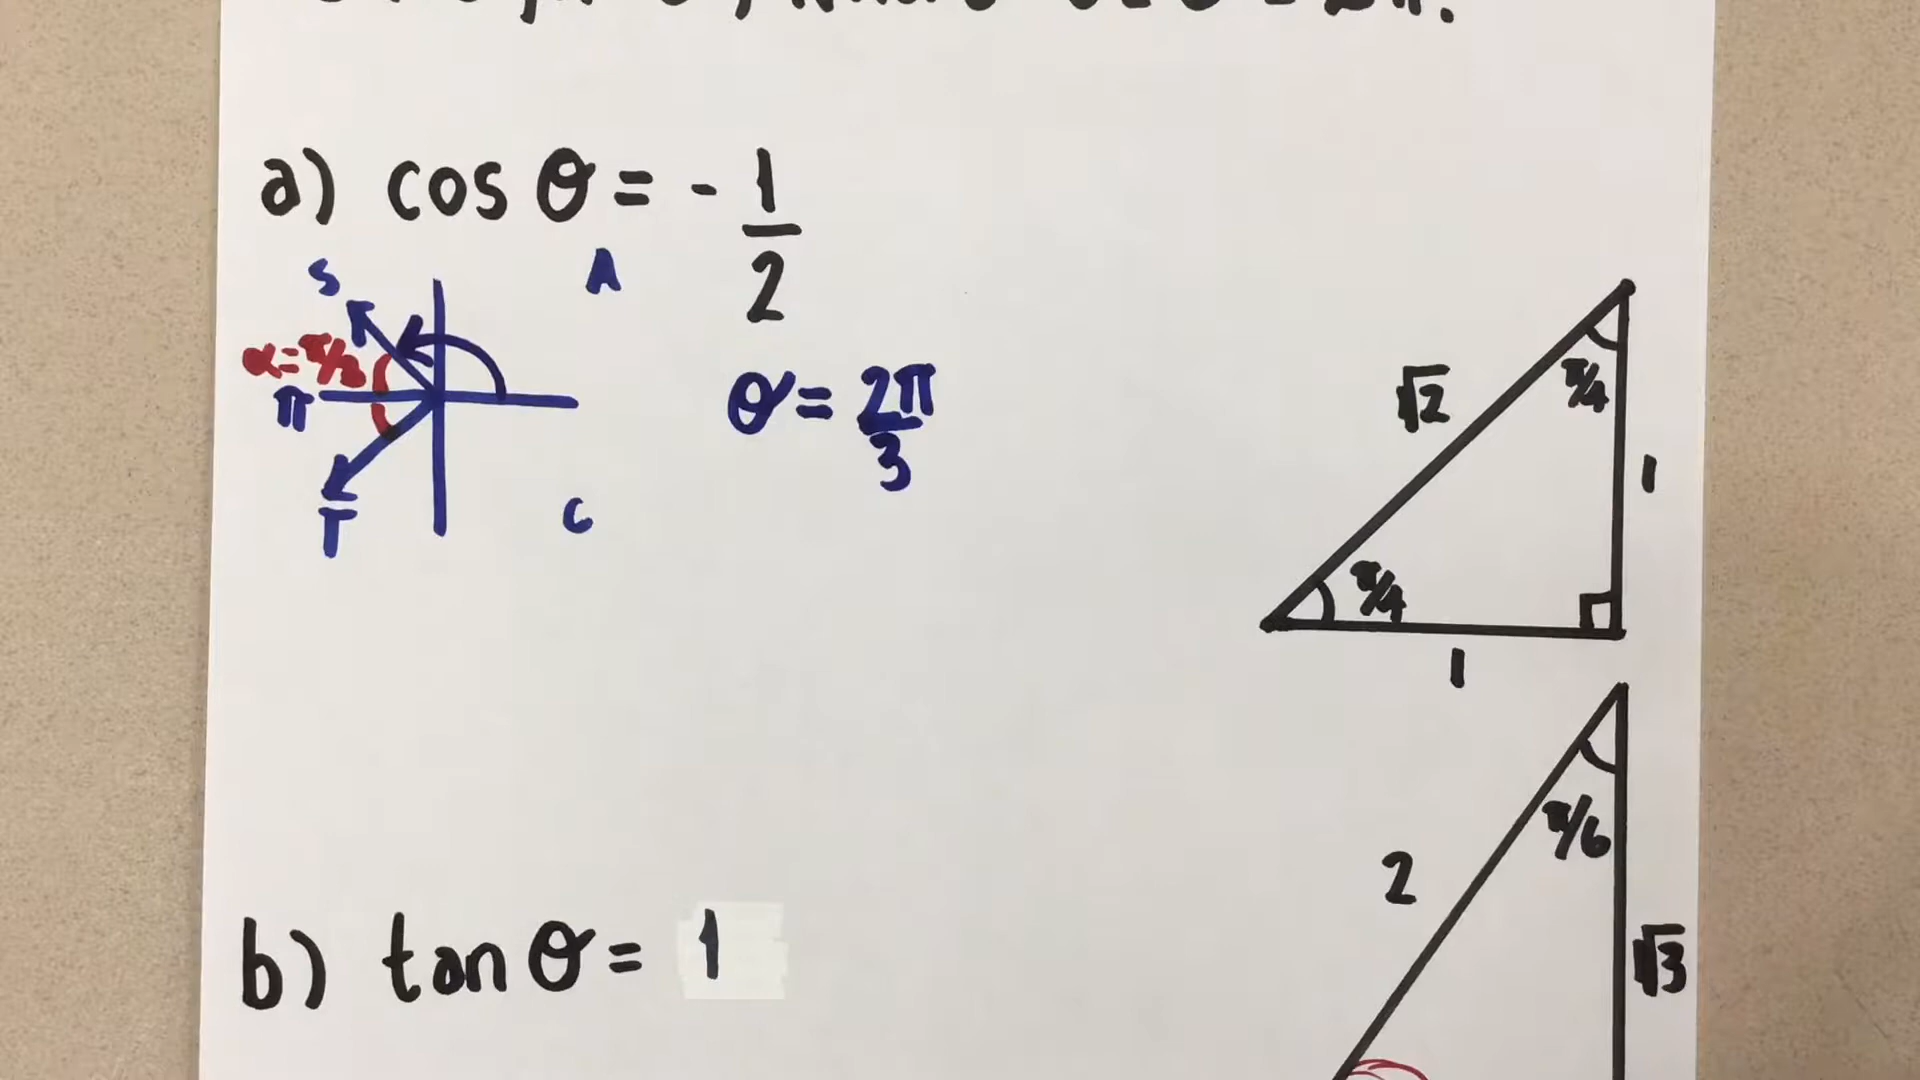 a) cos θ = - 1/2
S
A
α = π/3
π
θ = 2π/3
T
C
√2
π/4
1
π/4
1
π/6
2
√3
b) tan θ = 1